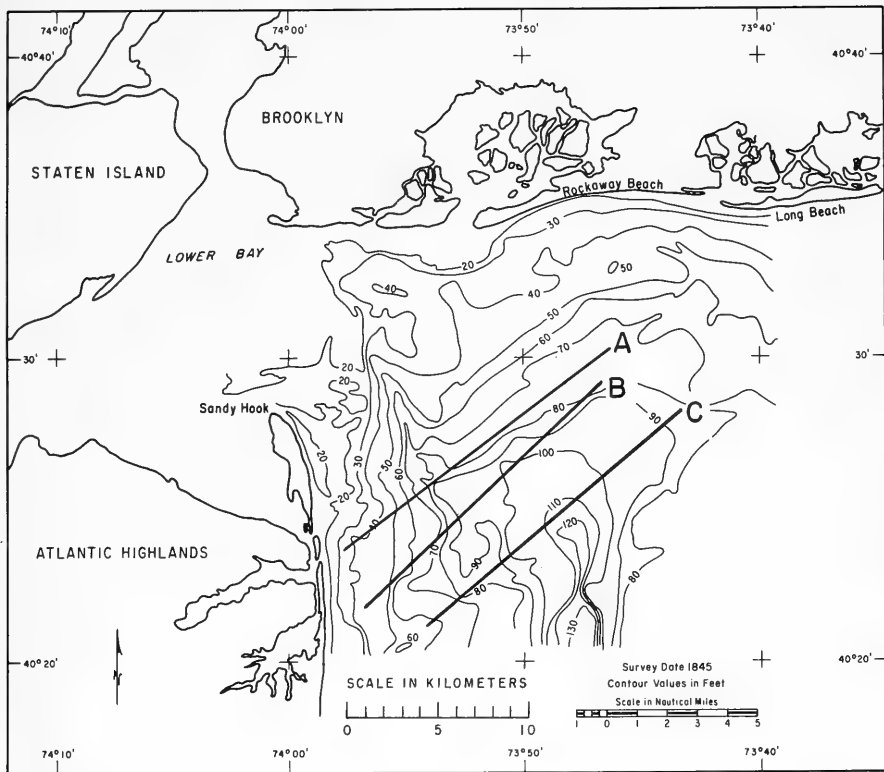 74°10' 74°00' 73°50' 73°40'
40°40' 40°40'
BROOKLYN
STATEN ISLAND
Rockaway Beach
Long Beach
LOWER BAY
30
20
20
30
40
40
50
50
60
70
30' 30'
A
20
20
B
Sandy Hook
80
C
90
20
30
50
60
100
20
40
110
120
70
90
ATLANTIC HIGHLANDS
80
80
60
130
N
40°20' 40°20'
SCALE IN KILOMETERS
0 5 10
Survey Date 1845
Contour Values in Feet
Scale in Nautical Miles
1 0 1 2 3 4 5
74°10' 74°00' 73°50' 73°40'